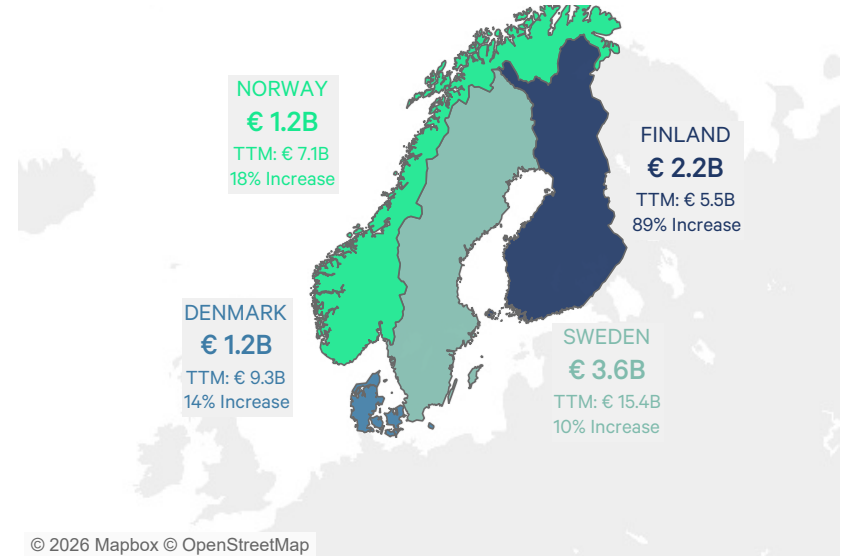 NORWAY
€ 1.2B
TTM: € 7.1B
18% Increase
FINLAND
€ 2.2B
TTM: € 5.5B
89% Increase
DENMARK
€ 1.2B
TTM: € 9.3B
14% Increase
SWEDEN
€ 3.6B
TTM: € 15.4B
10% Increase
© 2026 Mapbox © OpenStreetMap